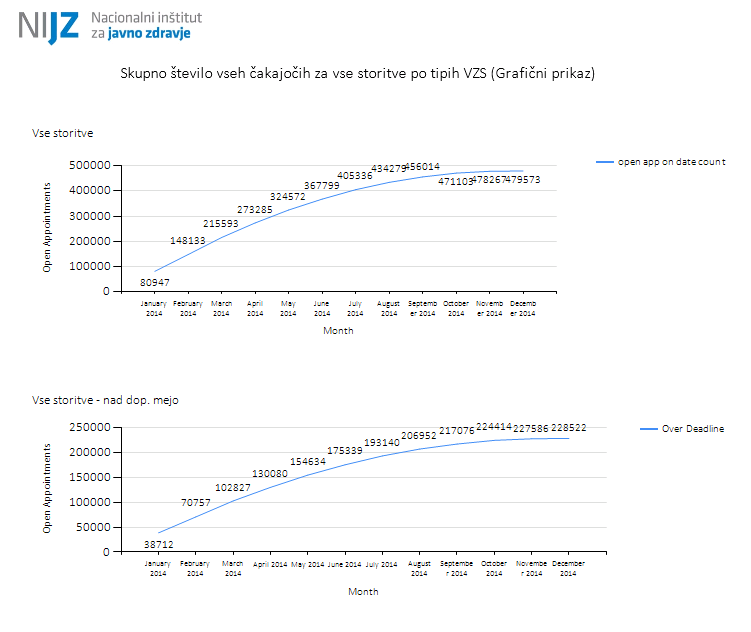 NIJZ Nacionalni inštitut
za javno zdravje
Skupno število vseh čakajočih za vse storitve po tipih VZS (Grafični prikaz)
Vse storitve
open app on date count
Open Appointments
500000
400000
300000
200000
100000
0
80947
148133
215593
273285
324572
367799
405336
434279
456014
471103
478267
479573
January 2014
February 2014
March 2014
April 2014
May 2014
June 2014
July 2014
August 2014
Septemb er 2014
October 2014
Novemb er 2014
Decemb er 2014
Month
Vse storitve - nad dop. mejo
Over Deadline
Open Appointments
250000
200000
150000
100000
50000
0
38712
70757
102827
130080
154634
175339
193140
206952
217076
224414
227586
228522
January 2014
February 2014
March 2014
April 2014
May 2014
June 2014
July 2014
August 2014
Septembe r 2014
October 2014
Novembe r 2014
December 2014
Month